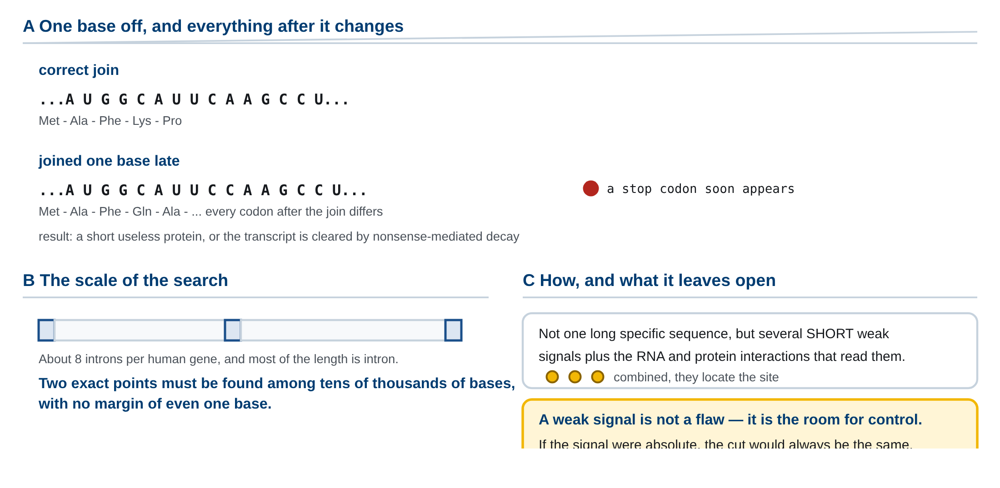 A One base off, and everything after it changes
correct join
...A U G G C A U U C A A G C C U...
Met - Ala - Phe - Lys - Pro
joined one base late
...A U G G C A U U C C A A G C C U...
a stop codon soon appears
Met - Ala - Phe - Gln - Ala - ... every codon after the join differs
result: a short useless protein, or the transcript is cleared by nonsense-mediated decay
B The scale of the search
About 8 introns per human gene, and most of the length is intron.
Two exact points must be found among tens of thousands of bases,
with no margin of even one base.
C How, and what it leaves open
Not one long specific sequence, but several SHORT weak
signals plus the RNA and protein interactions that read them.
combined, they locate the site
A weak signal is not a flaw — it is the room for control.
If the signal were absolute, the cut would always be the same.